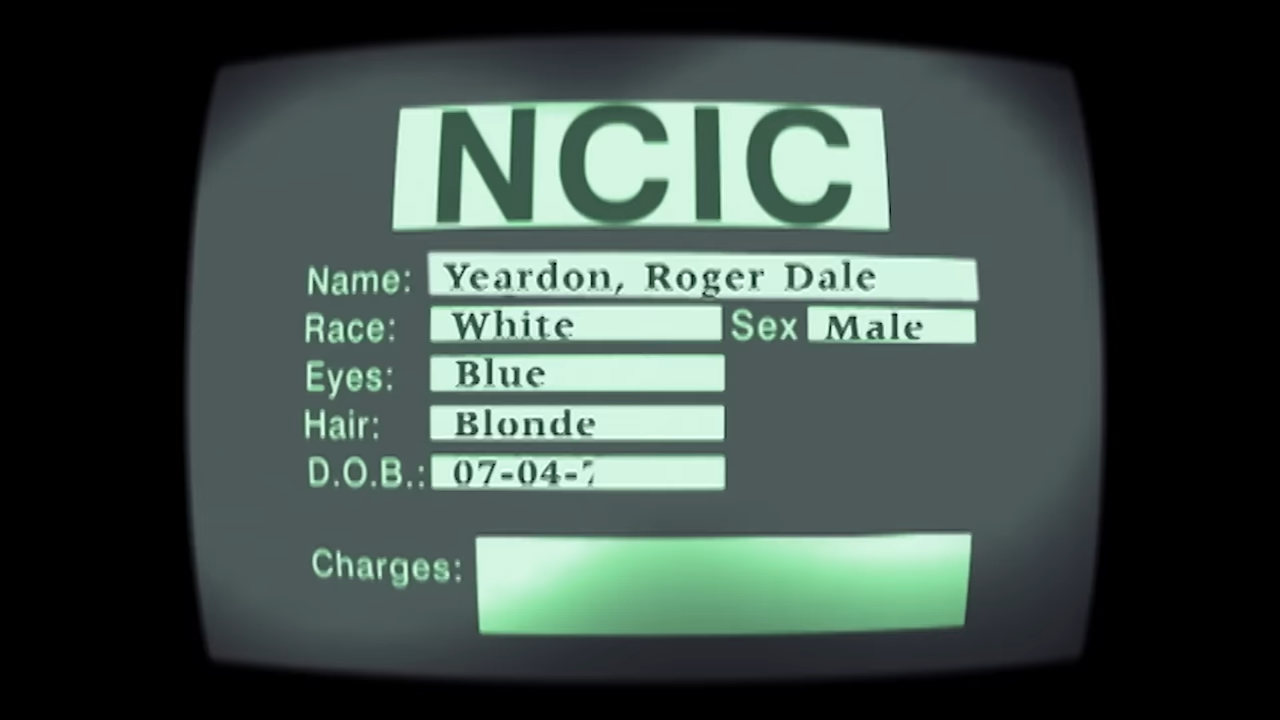 NCIC
Name: Yeardon, Roger Dale
Race: White Sex Male
Eyes: Blue
Hair: Blonde
D.O.B.: 07-04-
Charges: